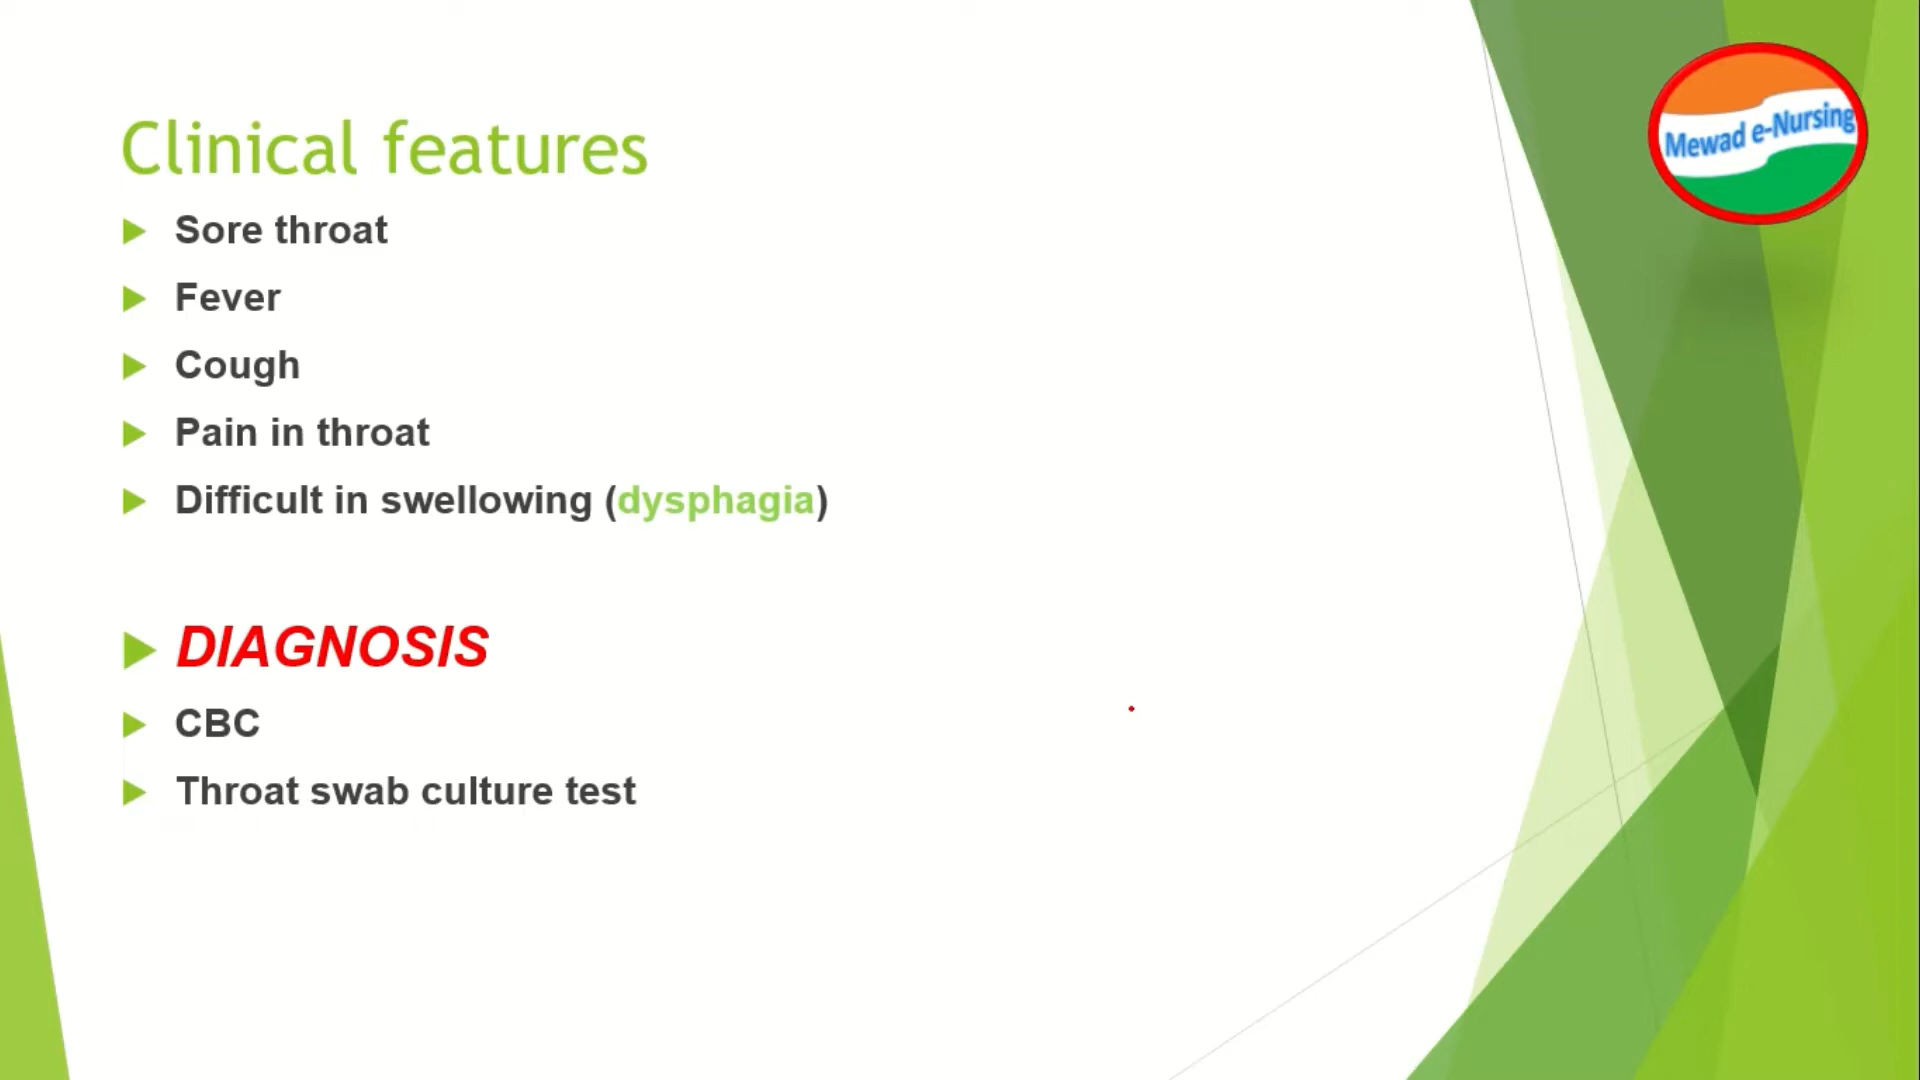 Clinical features
Sore throat
Fever
Cough
Pain in throat
Difficult in swellowing (dysphagia)
DIAGNOSIS
CBC
Throat swab culture test
Mewad e-Nursing